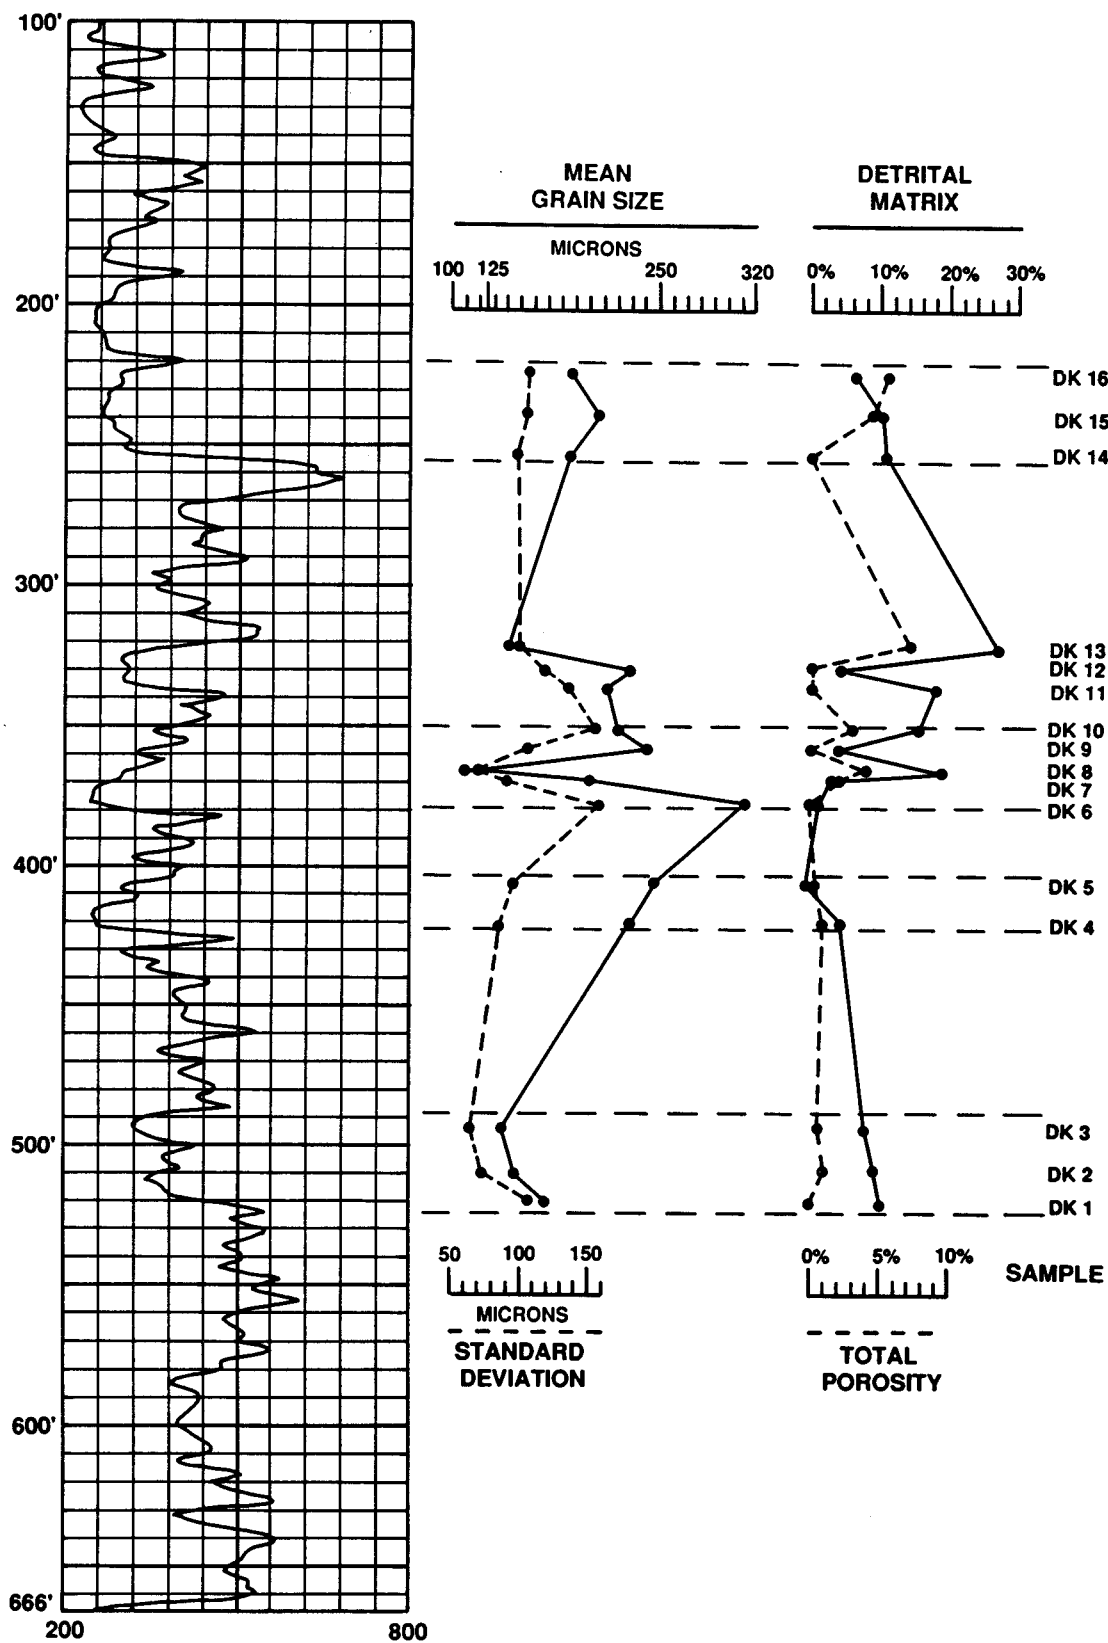 100'
200'
300'
400'
500'
600'
666'
200 800
MEAN
GRAIN SIZE
MICRONS
100 125 250 320
DETRITAL
MATRIX
0% 10% 20% 30%
DK 16
DK 15
DK 14
DK 13
DK 12
DK 11
DK 10
DK 9
DK 8
DK 7
DK 6
DK 5
DK 4
DK 3
DK 2
DK 1
SAMPLE
50 100 150
MICRONS
STANDARD
DEVIATION
0% 5% 10%
TOTAL
POROSITY